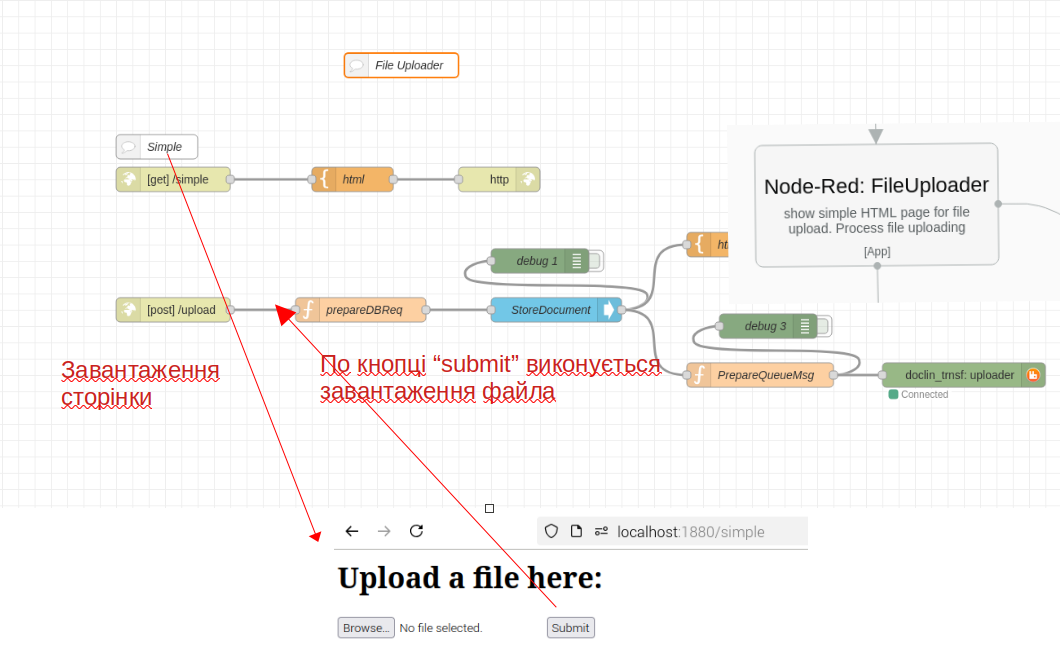 File Uploader
Simple
[get] /simple
html
http
Node-Red: FileUploader
show simple HTML page for file
upload. Process file uploading
[App]
debug 1
[post] /upload
prepareDBReq
StoreDocument
debug 3
Завантаження
сторінки
По кнопці “submit” виконується
завантаження файла
PrepareQueueMsg
doclin_trnsf: uploader
Connected
localhost:1880/simple
Upload a file here:
Browse... No file selected.
Submit